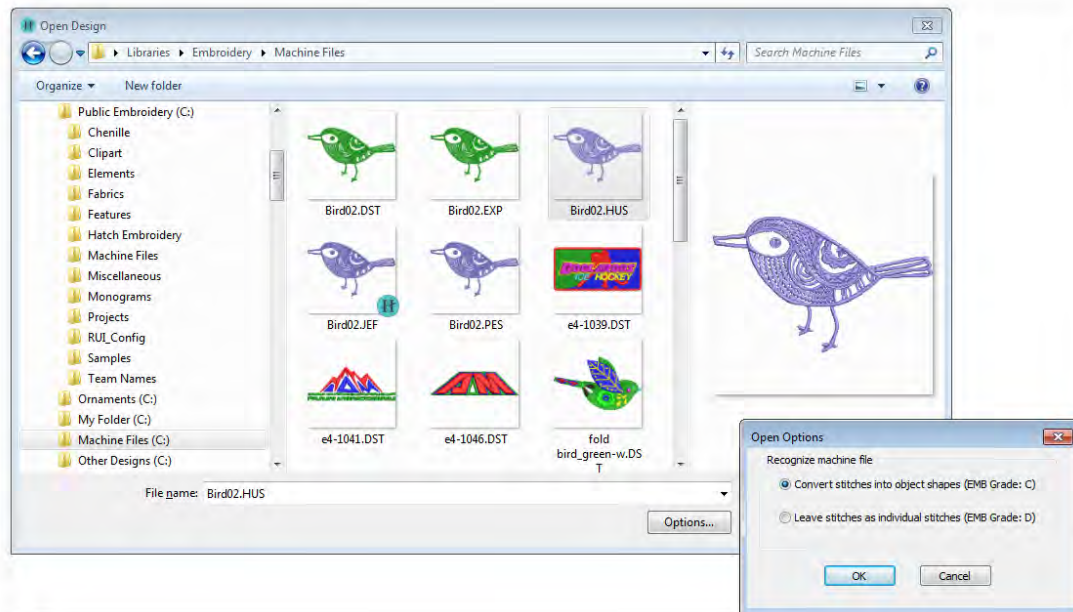 Open Design
Libraries Embroidery Machine Files
Search Machine Files
Organize New folder
Public Embroidery (C:)
Chenille
Clipart
Elements
Fabrics
Features
Hatch Embroidery
Machine Files
Miscellaneous
Monograms
Projects
RUI_Config
Samples
Team Names
Ornaments (C:)
My Folder (C:)
Machine Files (C:)
Other Designs (C:)
Bird02.DST Bird02.EXP Bird02.HUS
Bird02.JEF Bird02.PES e4-1039.DST
e4-1041.DST e4-1046.DST fold
bird_green-w.DS
T
ICE HOCKEY
File name: Bird02.HUS
Options...
Open Options
Recognize machine file
Convert stitches into object shapes (EMB Grade: C)
Leave stitches as individual stitches (EMB Grade: D)
OK Cancel